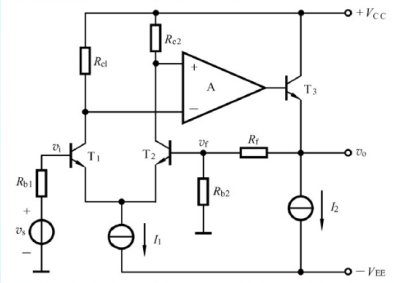 +V_CC
R_c1
R_c2
+
A
−
T_3
v_i
T_1
T_2
v_f
R_f
v_o
R_b1
R_b2
+
v_s
−
I_1
I_2
−V_EE